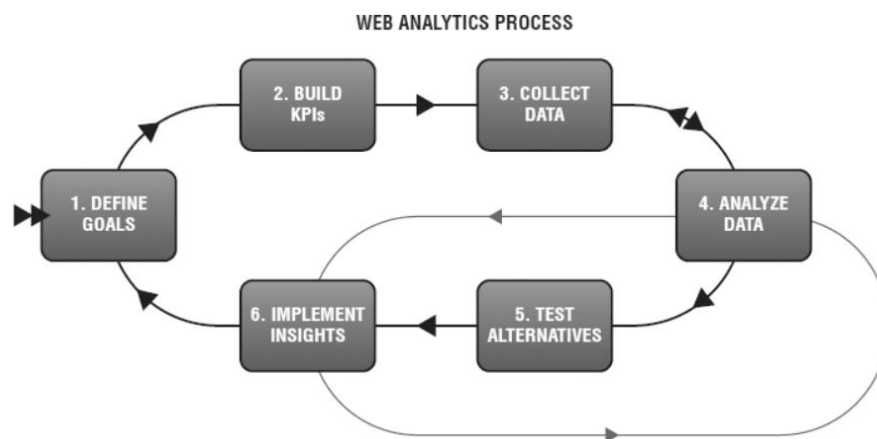 WEB ANALYTICS PROCESS
2. BUILD
KPIs
3. COLLECT
DATA
1. DEFINE
GOALS
4. ANALYZE
DATA
6. IMPLEMENT
INSIGHTS
5. TEST
ALTERNATIVES